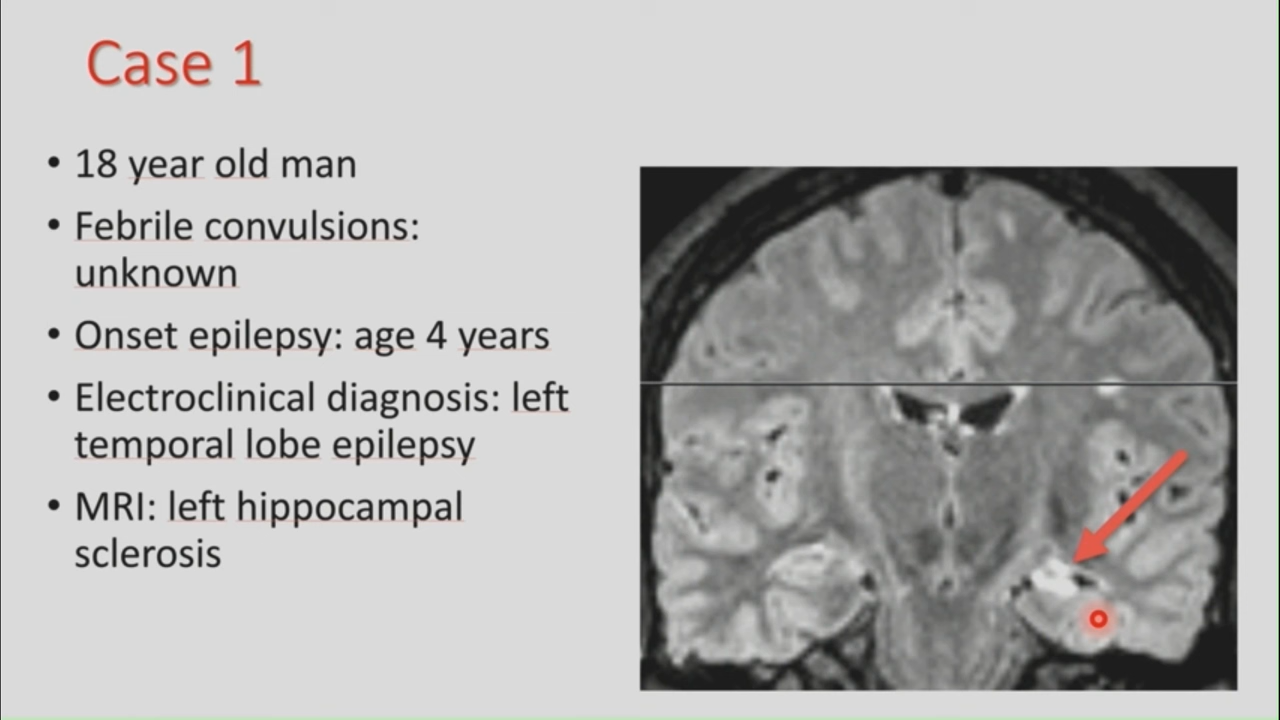 Case 1
• 18 year old man
• Febrile convulsions:
unknown
• Onset epilepsy: age 4 years
• Electroclinical diagnosis: left
temporal lobe epilepsy
• MRI: left hippocampal
sclerosis